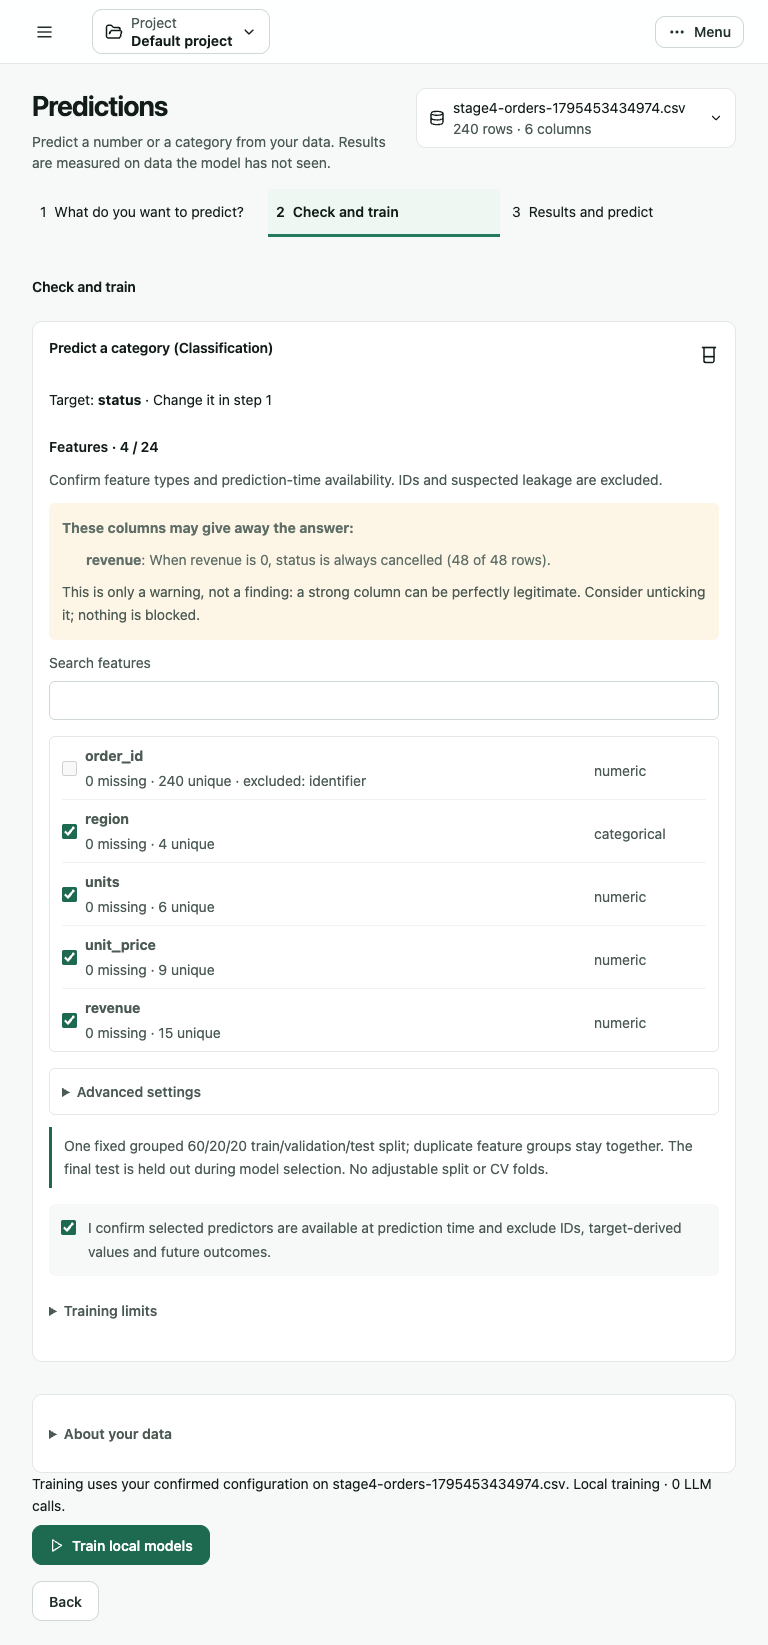 Project
Default project
Menu
Predictions
Predict a number or a category from your data. Results
are measured on data the model has not seen.
stage4-orders-1795453434974.csv
240 rows · 6 columns
1 What do you want to predict?
2 Check and train
3 Results and predict
Check and train
Predict a category (Classification)
Target: status · Change it in step 1
Features · 4 / 24
Confirm feature types and prediction-time availability. IDs and suspected leakage are excluded.
These columns may give away the answer:
revenue: When revenue is 0, status is always cancelled (48 of 48 rows).
This is only a warning, not a finding: a strong column can be perfectly legitimate. Consider unticking
it; nothing is blocked.
Search features
order_id
0 missing · 240 unique · excluded: identifier
numeric
region
0 missing · 4 unique
categorical
units
0 missing · 6 unique
numeric
unit_price
0 missing · 9 unique
numeric
revenue
0 missing · 15 unique
numeric
Advanced settings
One fixed grouped 60/20/20 train/validation/test split; duplicate feature groups stay together. The
final test is held out during model selection. No adjustable split or CV folds.
I confirm selected predictors are available at prediction time and exclude IDs, target-derived
values and future outcomes.
Training limits
About your data
Training uses your confirmed configuration on stage4-orders-1795453434974.csv. Local training · 0 LLM
calls.
Train local models
Back